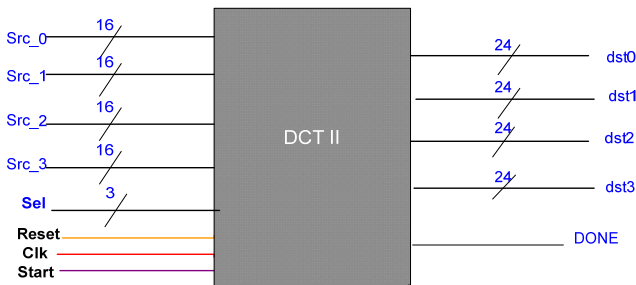 Src_0
16
Src_1
16
Src_2
16
Src_3
16
Sel
3
Reset
Clk
Start
DCT II
24
dst0
24
dst1
24
dst2
24
dst3
DONE